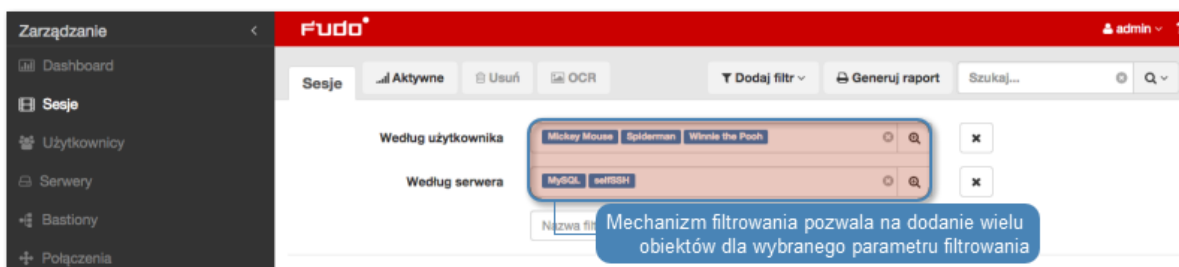 Zarządzanie
FUDO
admin
Dashboard
Sesje
Aktywne
Usuń
OCR
Dodaj filtr
Generuj raport
Szukaj...
Sesje
Według użytkownika
Mickey Mouse Spiderman Winnie the Pooh
Użytkownicy
Serwery
Według serwera
MySQL selfSSH
Bastiony
Nazwa
Mechanizm filtrowania pozwala na dodanie wielu
obiektów dla wybranego parametru filtrowania
Połączenia